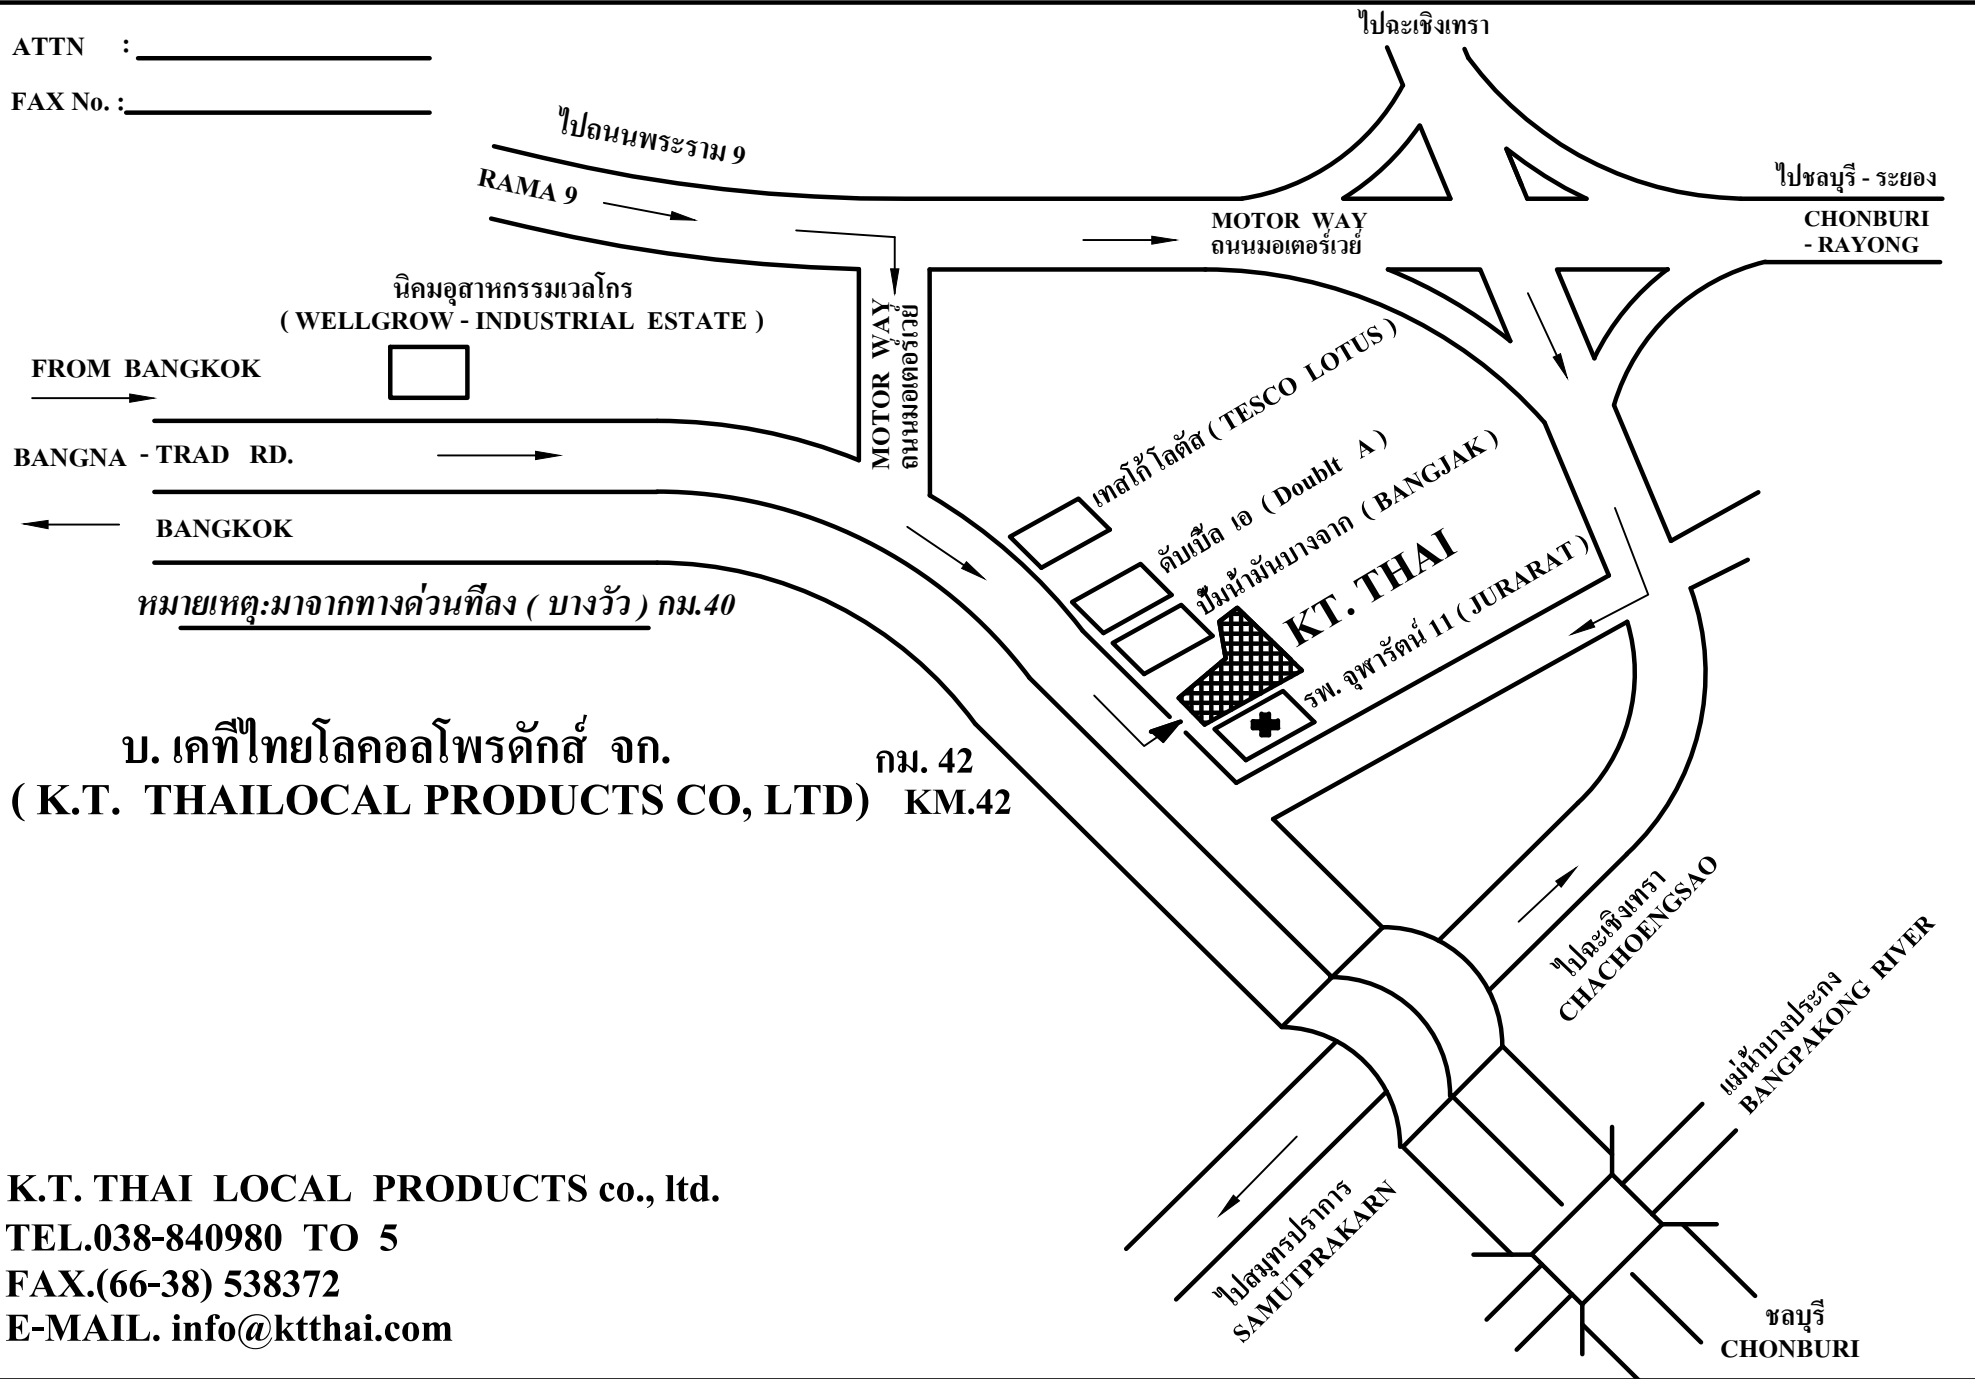 ATTN :
FAX No. :
ไปฉะเชิงเทรา
ไปถนนพระราม 9
RAMA 9
ไปชลบุรี - ระยอง
CHONBURI
- RAYONG
MOTOR WAY
ถนนมอเตอร์เวย์
นิคมอุสาหกรรมเวลโกร
( WELLGROW - INDUSTRIAL ESTATE )
MOTOR WAY
ถนนมอเตอร์เวย์
FROM BANGKOK
BANGNA - TRAD RD.
BANGKOK
หมายเหตุ:มาจากทางด่วนที่ลง ( บางวัว ) กม.40
เทสโก้ โลตัส ( TESCO LOTUS )
ดับเบิ้ล เอ ( Doublt A )
ปั๊มน้ำมันบางจาก ( BANGJAK )
KT. THAI
รพ. จุฬารัตน์ 11 ( JURARAT )
บ. เคทีไทยโลคอลโพรดักส์ จก.
( K.T. THAILOCAL PRODUCTS CO, LTD)
กม. 42
KM.42
ไปฉะเชิงเทรา
CHACHOENGSAO
แม่น้ำบางประกง
BANGPAKONG RIVER
ไปสมุทรปราการ
SAMUTPRAKARN
ชลบุรี
CHONBURI
K.T. THAI LOCAL PRODUCTS co., ltd.
TEL.038-840980 TO 5
FAX.(66-38) 538372
E-MAIL. info@ktthai.com